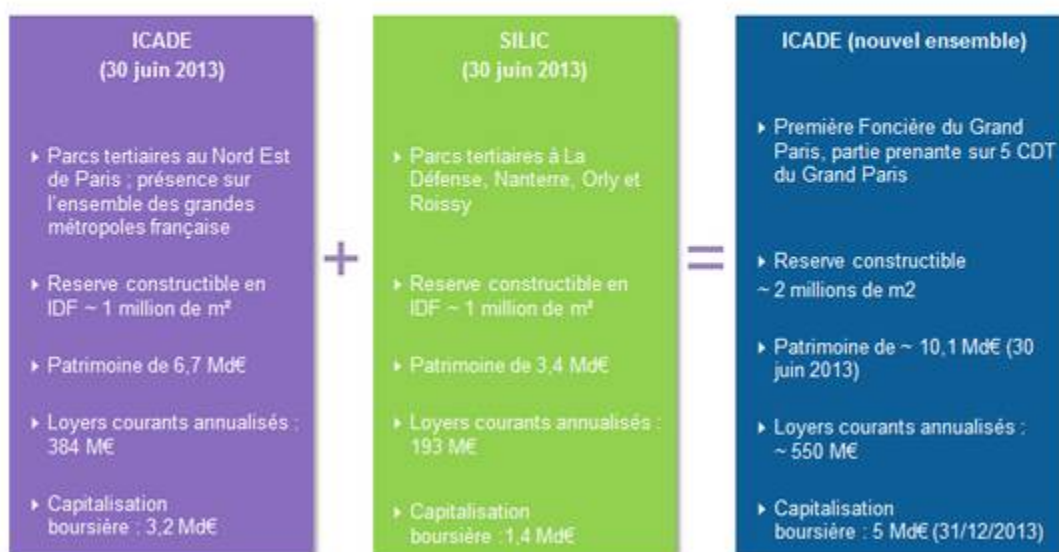 ICADE
(30 juin 2013)
▸ Parcs tertiaires au Nord Est
de Paris ; présence sur
l'ensemble des grandes
métropoles française
▸ Reserve constructible en
IDF ~ 1 million de m²
▸ Patrimoine de 6,7 Md€
▸ Loyers courants annualisés :
384 M€
▸ Capitalisation
boursière : 3,2 Md€
+
SILIC
(30 juin 2013)
▸ Parcs tertiaires à La
Défense, Nanterre, Orly et
Roissy
▸ Reserve constructible en
IDF ~ 1 million de m²
▸ Patrimoine de 3,4 Md€
▸ Loyers courants annualisés :
193 M€
▸ Capitalisation
boursière :1,4 Md€
=
ICADE (nouvel ensemble)
▸ Première Foncière du Grand
Paris, partie prenante sur 5 CDT
du Grand Paris
▸ Reserve constructible
~ 2 millions de m2
▸ Patrimoine de ~ 10,1 Md€ (30
juin 2013)
▸ Loyers courants annualisés :
~ 550 M€
▸ Capitalisation
boursière : 5 Md€ (31/12/2013)